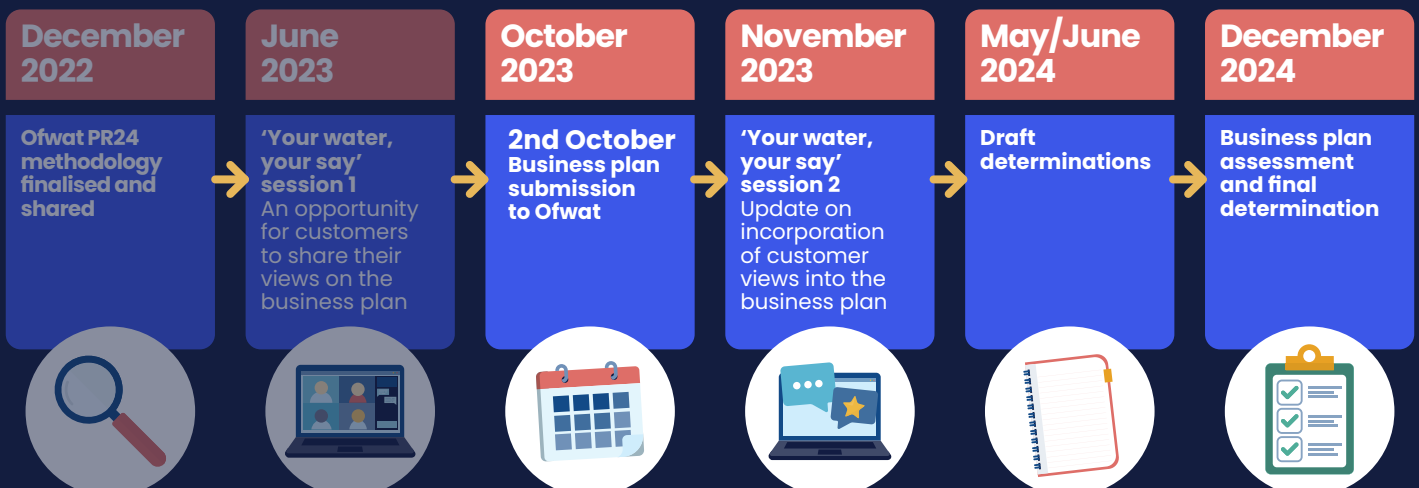 December
2022
Ofwat PR24
methodology
finalised and
shared
June
2023
‘Your water,
your say’
session 1
An opportunity
for customers
to share their
views on the
business plan
October
2023
2nd October
Business plan
submission
to Ofwat
November
2023
‘Your water,
your say’
session 2
Update on
incorporation
of customer
views into the
business plan
May/June
2024
Draft
determinations
December
2024
Business plan
assessment
and final
determination